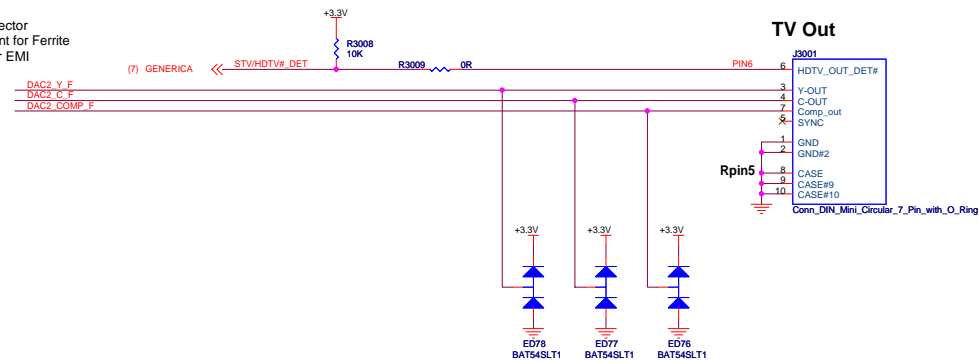 ector
nt for Ferrite
r EMI
+3.3V
R3008
10K
TV Out
J3001
(7) GENERICA
STV/HDTV#_DET
R3009
0R
PIN6
6
HDTV_OUT_DET#
DAC2_Y_F
3
Y-OUT
DAC2_C_F
4
C-OUT
DAC2_COMP_F
7
Comp_out
5
SYNC
1
GND
2
GND#2
Rpin5
8
CASE
9
CASE#9
10
CASE#10
Conn_DIN_Mini_Circular_7_Pin_with_O_Ring
+3.3V
+3.3V
+3.3V
ED78
BAT54SLT1
ED77
BAT54SLT1
ED76
BAT54SLT1